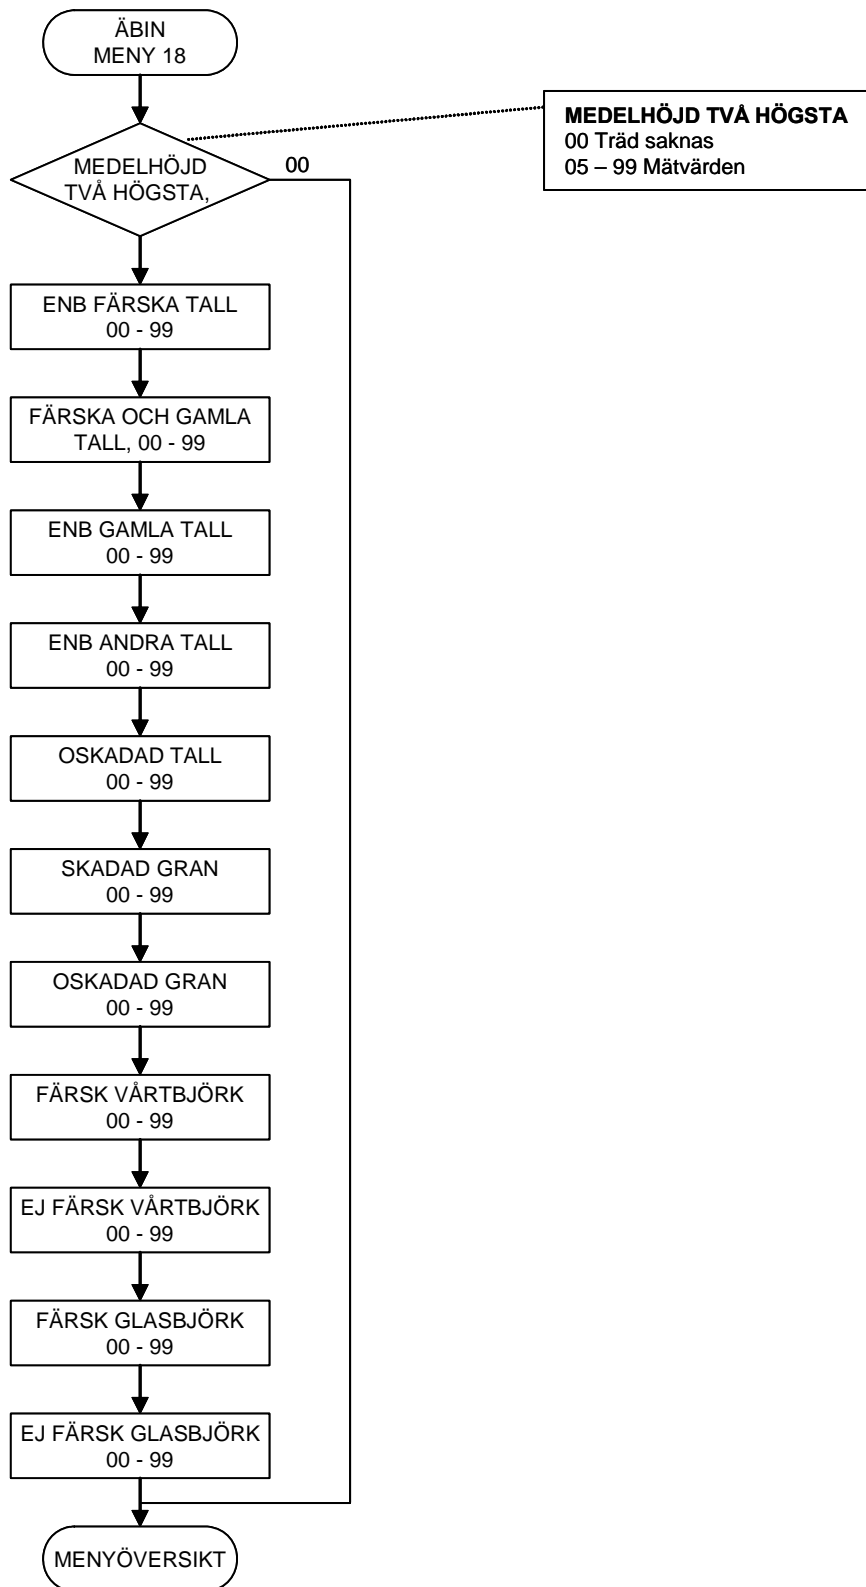 ÄBIN
MENY 18
MEDELHÖJD TVÅ HÖGSTA
00 Träd saknas
05 – 99 Mätvärden
MEDELHÖJD
TVÅ HÖGSTA,
00
ENB FÄRSKA TALL
00 - 99
FÄRSKA OCH GAMLA
TALL, 00 - 99
ENB GAMLA TALL
00 - 99
ENB ANDRA TALL
00 - 99
OSKADAD TALL
00 - 99
SKADAD GRAN
00 - 99
OSKADAD GRAN
00 - 99
FÄRSK VÅRTBJÖRK
00 - 99
EJ FÄRSK VÅRTBJÖRK
00 - 99
FÄRSK GLASBJÖRK
00 - 99
EJ FÄRSK GLASBJÖRK
00 - 99
MENYÖVERSIKT